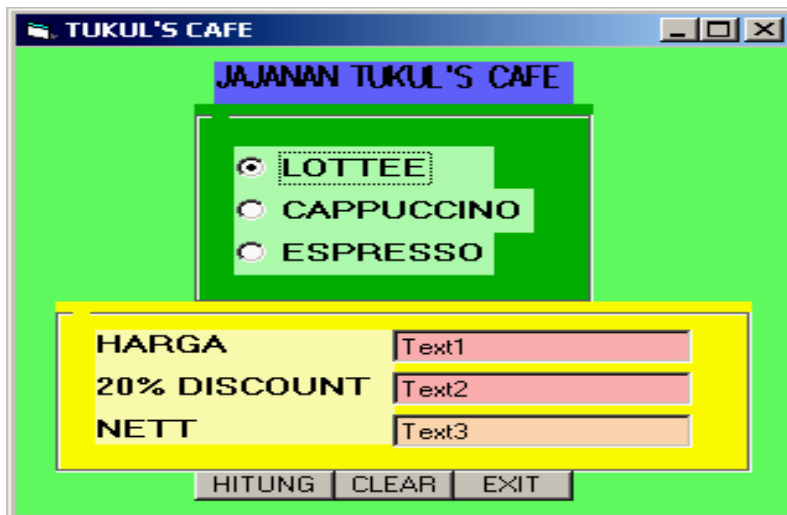 TUKUL'S CAFE
JAJANAN TUKUL'S CAFE
LOTTEE
CAPPUCCINO
ESPRESSO
HARGA Text1
20% DISCOUNT Text2
NETT Text3
HITUNG CLEAR EXIT